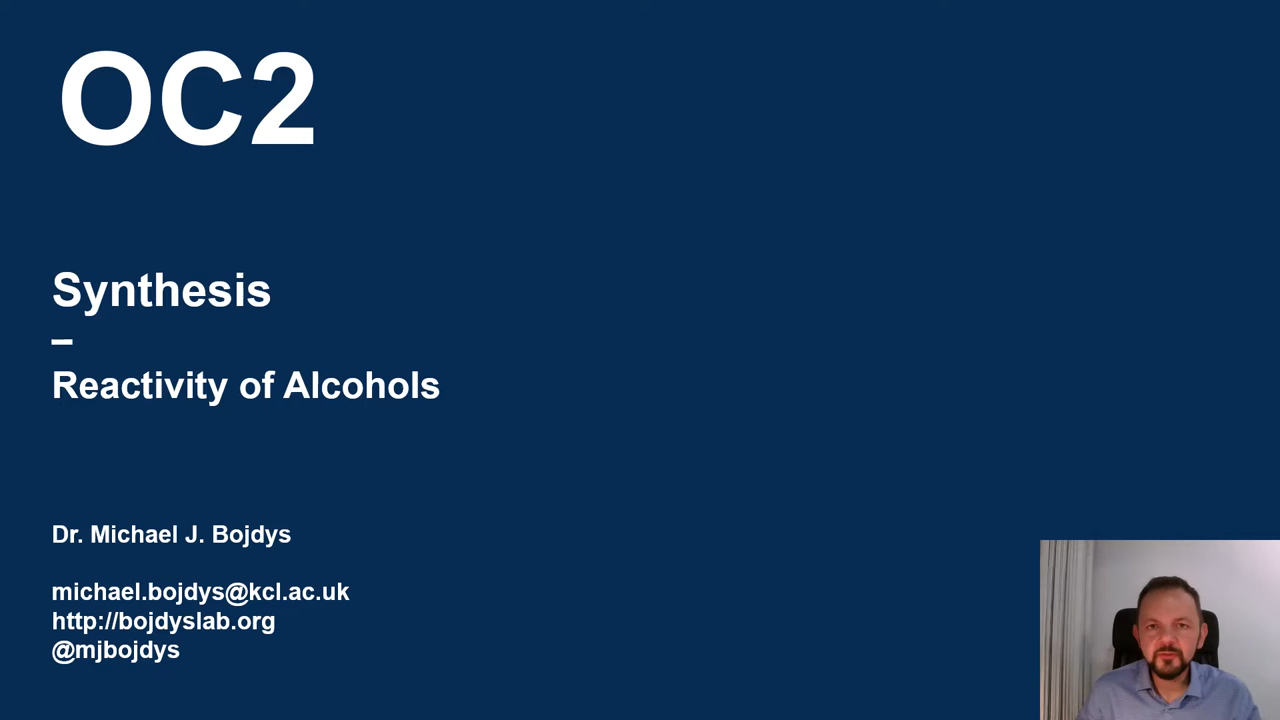 OC2
Synthesis
–
Reactivity of Alcohols
Dr. Michael J. Bojdys
michael.bojdys@kcl.ac.uk
http://bojdyslab.org
@mjbojdys